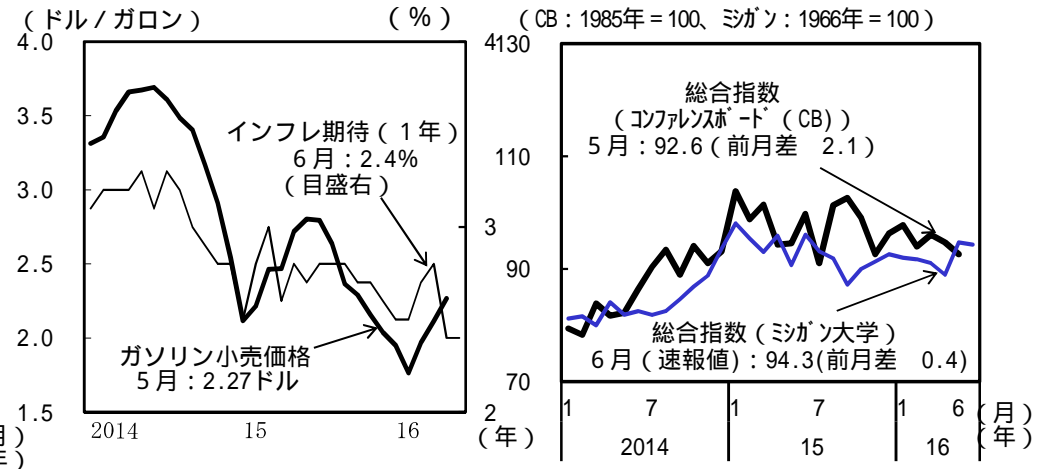 （ドル / ガロン）
（％）
4.0
3.5
3.0
2.5
2.0
1.5
4
3
2
インフレ期待（１年）
６月：2.4%
（目盛右）
ガソリン小売価格
５月：2.27ドル
2014 15 16
（年）
月）
年）
（CB：1985年＝100、ﾐｼｶﾞﾝ：1966年＝100）
130
110
90
70
総合指数
（ｺﾝﾌｧﾚﾝｽﾎﾞｰﾄﾞ（CB)）
５月：92.6（前月差　2.1）
総合指数（ﾐｼｶﾞﾝ大学）
６月（速報値）：94.3(前月差　0.4)
1 7 1 7 1 6
（月）
2014 15 16
（年）